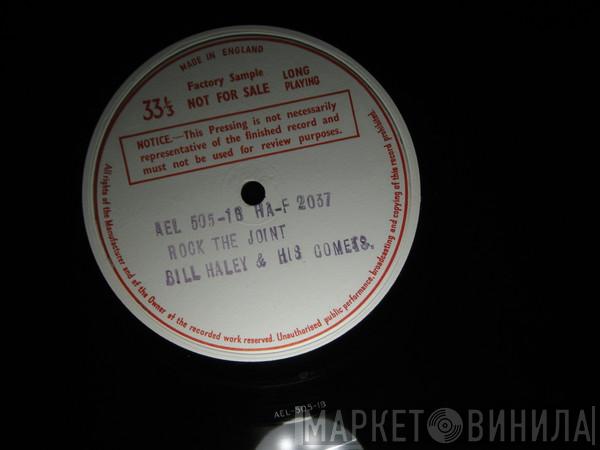 MADE IN ENGLAND
Factory Sample
33⅓ NOT FOR SALE LONG PLAYING
NOTICE.—This Pressing is not necessarily
representative of the finished record and
must not be used for review purposes.
AEL 505-1B HA-F 2037
ROCK THE JOINT
BILL HALEY & HIS COMETS.
All rights of the Manufacturer and of the Owner of the recorded work reserved. Unauthorised public performance, broadcasting and copying of this record prohibited.
AEL-505-1B
МАРКЕТ ВИНИЛА